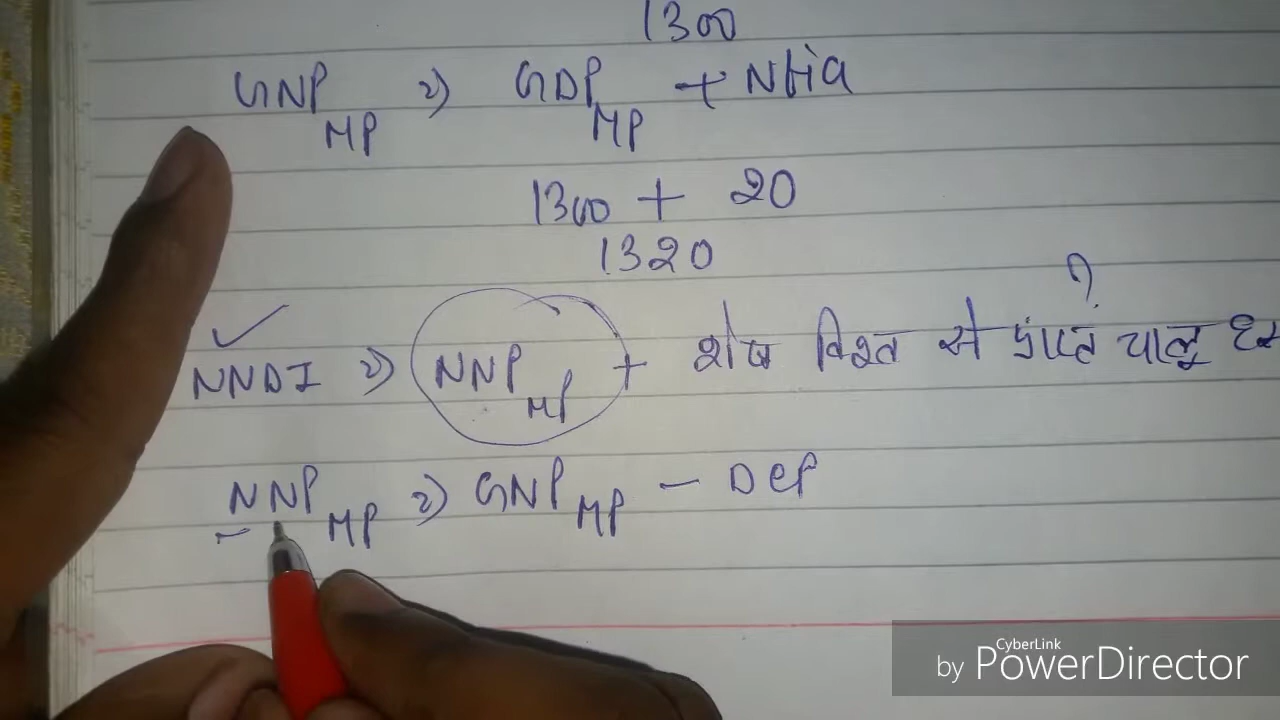 1300
GNP MP => GDP MP + Nfia
1300 + 20
1320
?
NNDI => NNP MP + शेष विश्व से प्राप्त चालू
NNP MP => GNP MP - Dep
CyberLink
by PowerDirector